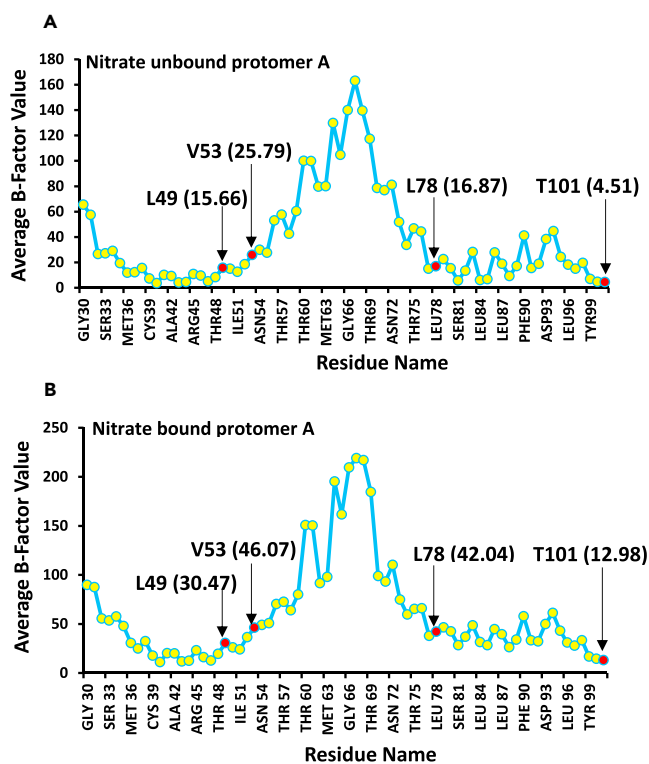 A
Nitrate unbound protomer A
Average B-Factor Value
180
160
140
120
100
80
60
40
20
0
V53 (25.79)
L49 (15.66)
L78 (16.87)
T101 (4.51)
GLY30
SER33
MET36
CYS39
ALA42
ARG45
THR48
ILE51
ASN54
THR57
THR60
MET63
GLY66
THR69
ASN72
THR75
LEU78
SER81
LEU84
LEU87
PHE90
ASP93
LEU96
TYR99
Residue Name
B
Nitrate bound protomer A
Average B-Factor Value
250
200
150
100
50
0
V53 (46.07)
L49 (30.47)
L78 (42.04)
T101 (12.98)
GLY 30
SER 33
MET 36
CYS 39
ALA 42
ARG 45
THR 48
ILE 51
ASN 54
THR 57
THR 60
MET 63
GLY 66
THR 69
ASN 72
THR 75
LEU 78
SER 81
LEU 84
LEU 87
PHE 90
ASP 93
LEU 96
TYR 99
Residue Name